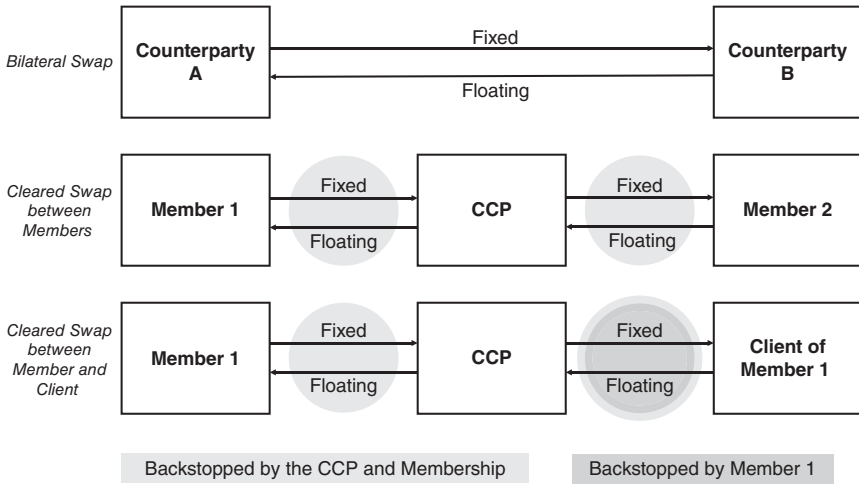 Bilateral Swap
Counterparty
A
Fixed
Floating
Counterparty
B
Cleared Swap
between
Members
Member 1
Fixed
Floating
CCP
Fixed
Floating
Member 2
Cleared Swap
between
Member and
Client
Member 1
Fixed
Floating
CCP
Fixed
Floating
Client of
Member 1
Backstopped by the CCP and Membership
Backstopped by Member 1